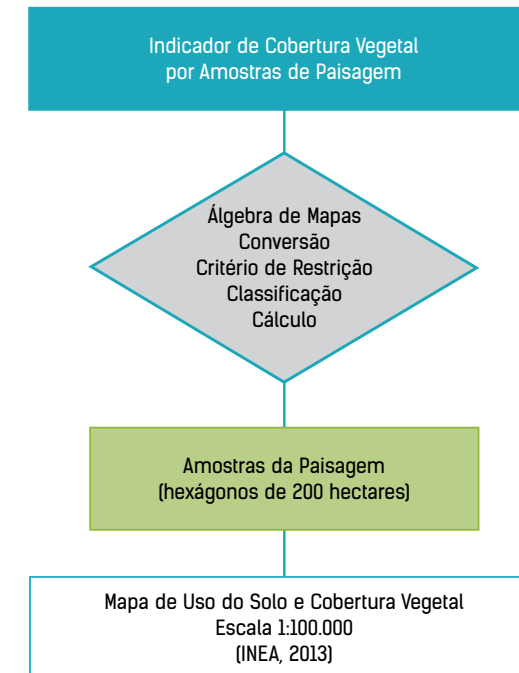 Indicador de Cobertura Vegetal
por Amostras de Paisagem
Álgebra de Mapas
Conversão
Critério de Restrição
Classificação
Cálculo
Amostras da Paisagem
(hexágonos de 200 hectares)
Mapa de Uso do Solo e Cobertura Vegetal
Escala 1:100.000
(INEA, 2013)